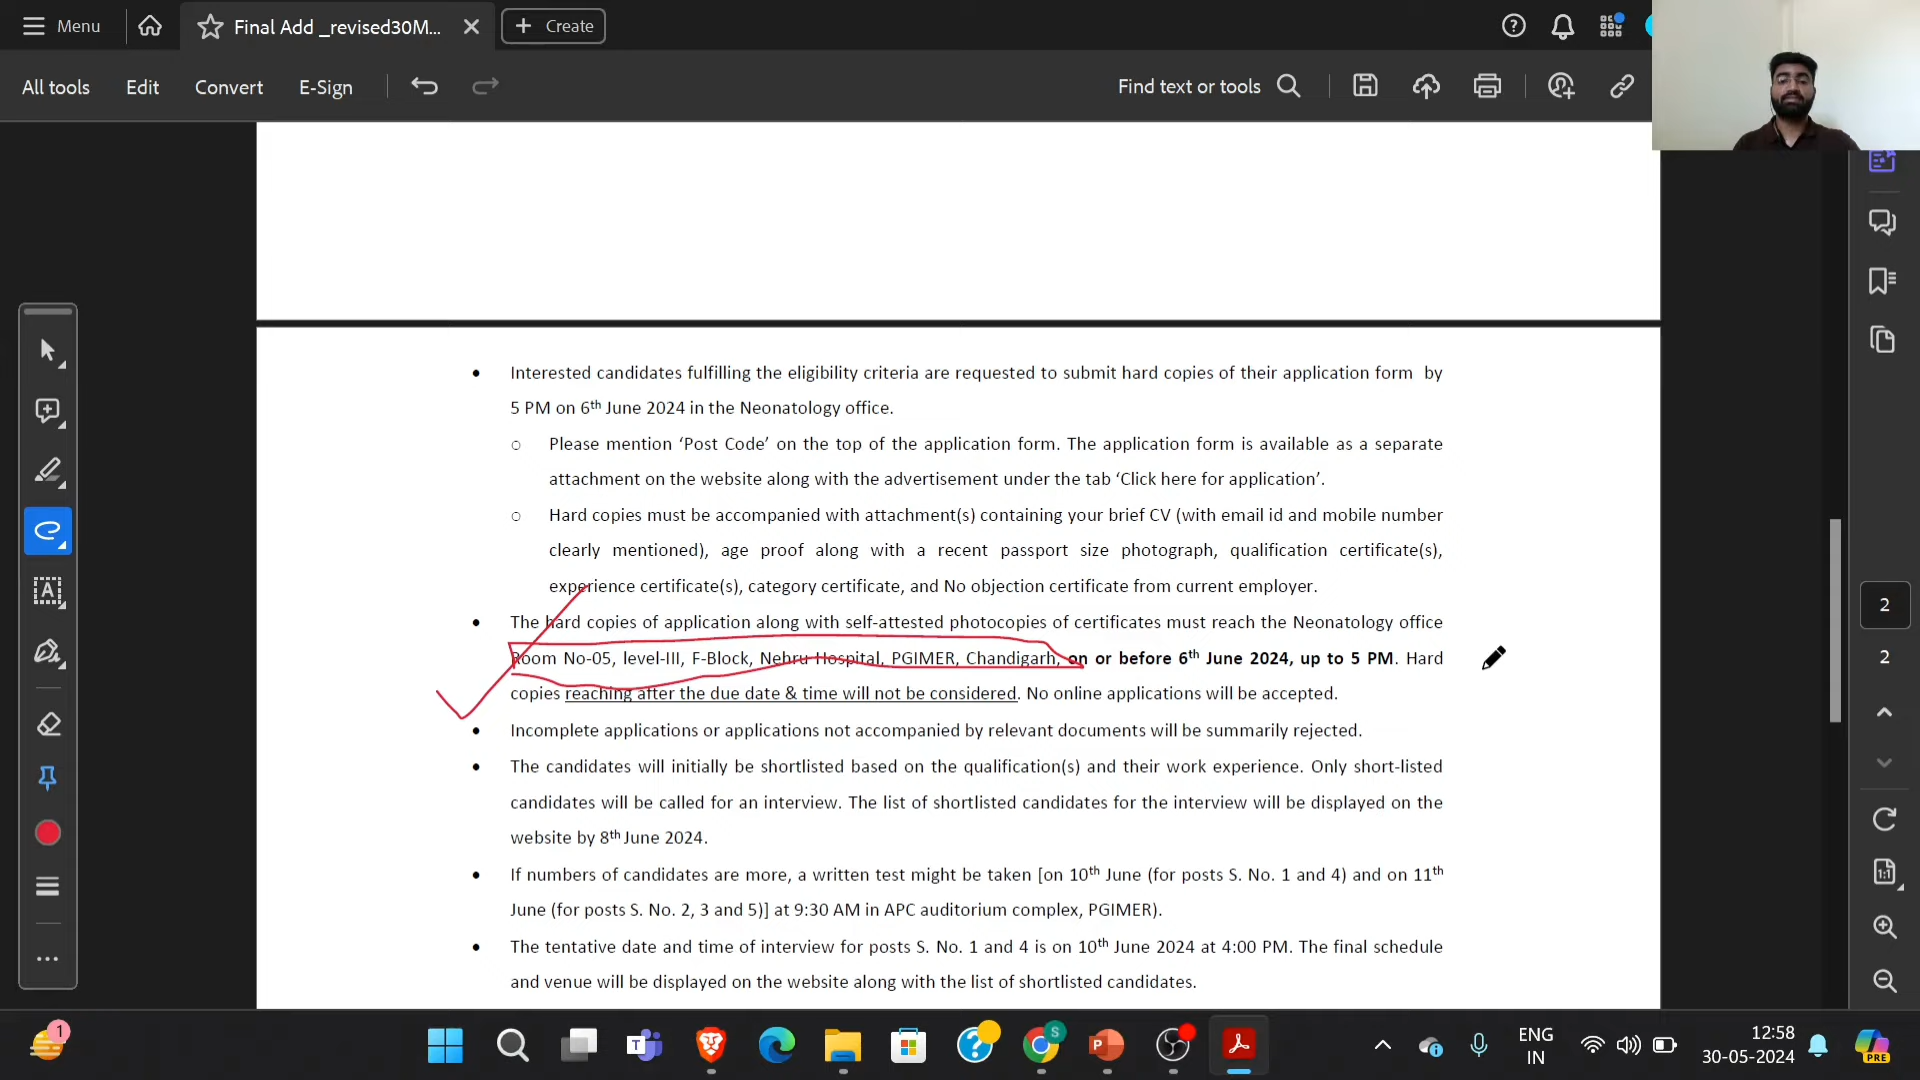 Menu
Final Add _revised30M...
Create
All tools
Edit
Convert
E-Sign
Find text or tools
• Interested candidates fulfilling the eligibility criteria are requested to submit hard copies of their application form by
5 PM on 6th June 2024 in the Neonatology office.
o Please mention ‘Post Code’ on the top of the application form. The application form is available as a separate
attachment on the website along with the advertisement under the tab ‘Click here for application’.
o Hard copies must be accompanied with attachment(s) containing your brief CV (with email id and mobile number
clearly mentioned), age proof along with a recent passport size photograph, qualification certificate(s),
experience certificate(s), category certificate, and No objection certificate from current employer.
• The hard copies of application along with self-attested photocopies of certificates must reach the Neonatology office
Room No-05, level-III, F-Block, Nehru Hospital, PGIMER, Chandigarh, on or before 6th June 2024, up to 5 PM. Hard
copies reaching after the due date & time will not be considered. No online applications will be accepted.
• Incomplete applications or applications not accompanied by relevant documents will be summarily rejected.
• The candidates will initially be shortlisted based on the qualification(s) and their work experience. Only short-listed
candidates will be called for an interview. The list of shortlisted candidates for the interview will be displayed on the
website by 8th June 2024.
• If numbers of candidates are more, a written test might be taken [on 10th June (for posts S. No. 1 and 4) and on 11th
June (for posts S. No. 2, 3 and 5)] at 9:30 AM in APC auditorium complex, PGIMER).
• The tentative date and time of interview for posts S. No. 1 and 4 is on 10th June 2024 at 4:00 PM. The final schedule
and venue will be displayed on the website along with the list of shortlisted candidates.
2
2
1:1
1
T
S
P
ENG
IN
12:58
30-05-2024
PRE